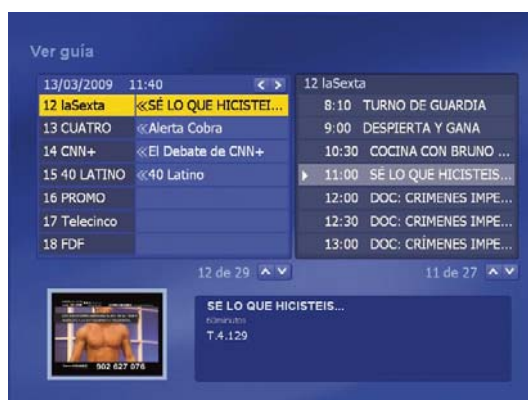 Ver guía
13/03/2009 11:40
12 laSexta «SÉ LO QUE HICISTEI...
13 CUATRO «Alerta Cobra
14 CNN+ «El Debate de CNN+
15 40 LATINO «40 Latino
16 PROMO
17 Telecinco
18 FDF
12 de 29
12 laSexta
8:10 TURNO DE GUARDIA
9:00 DESPIERTA Y GANA
10:30 COCINA CON BRUNO ...
11:00 SÉ LO QUE HICISTEIS...
12:00 DOC: CRIMENES IMPE...
12:30 DOC: CRIMENES IMPE...
13:00 DOC: CRÍMENES IMPE...
11 de 27
902 627 076
SÉ LO QUE HICISTEIS...
60minutos
T.4.129